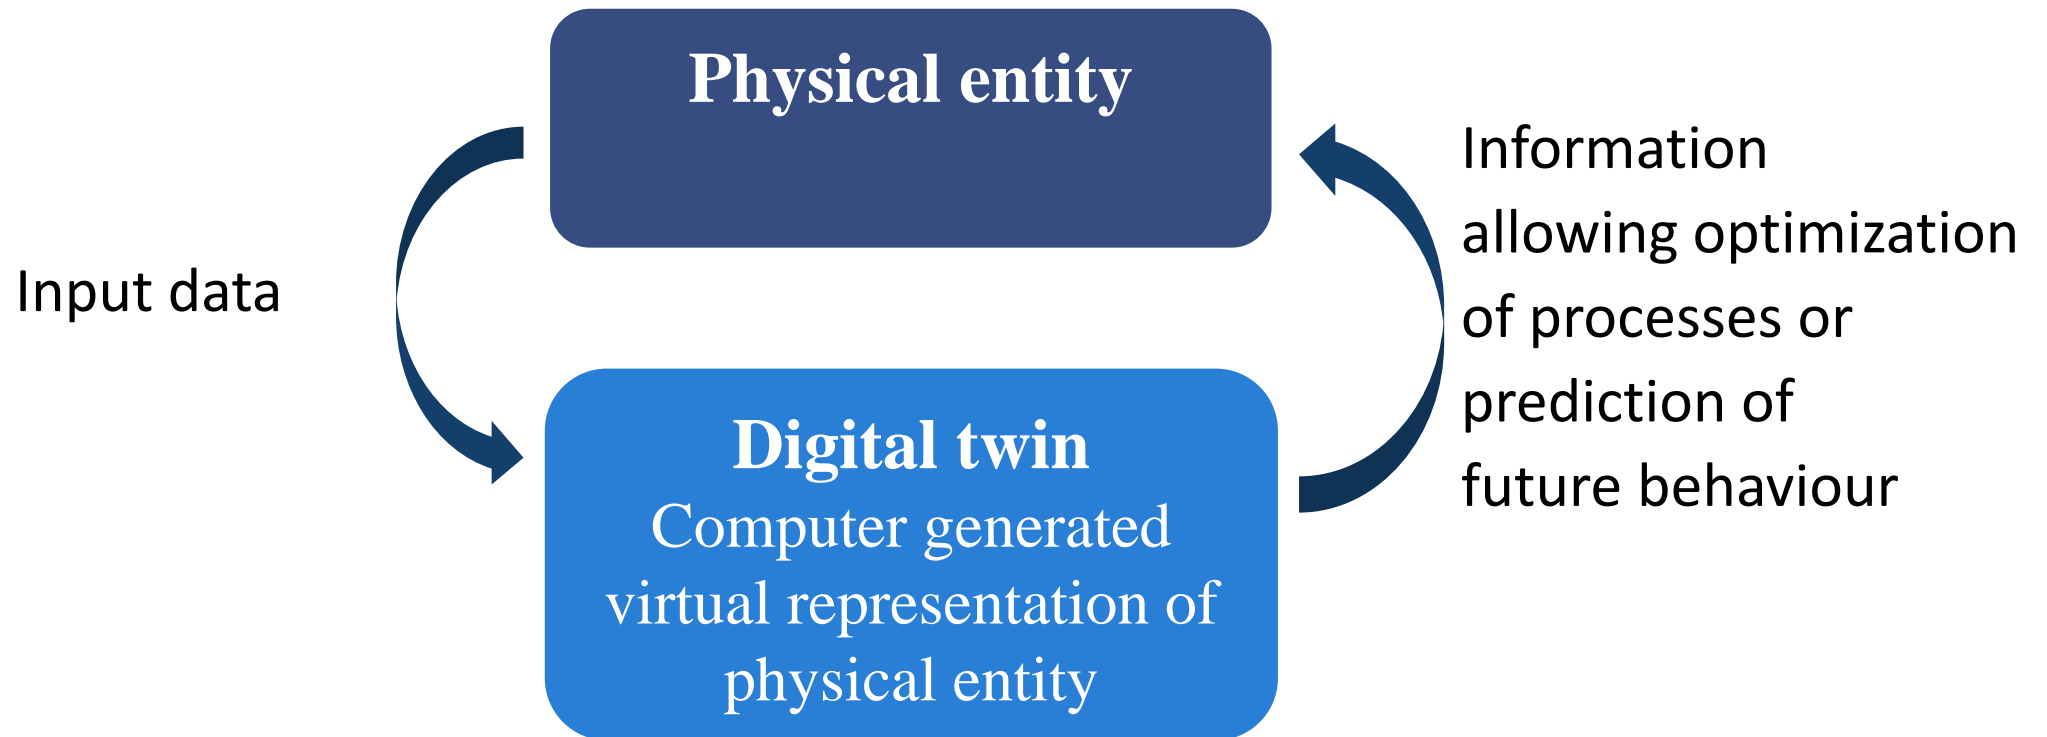 Physical entity
Input data
Digital twin
Computer generated
virtual representation of
physical entity
Information
allowing optimization
of processes or
prediction of
future behaviour